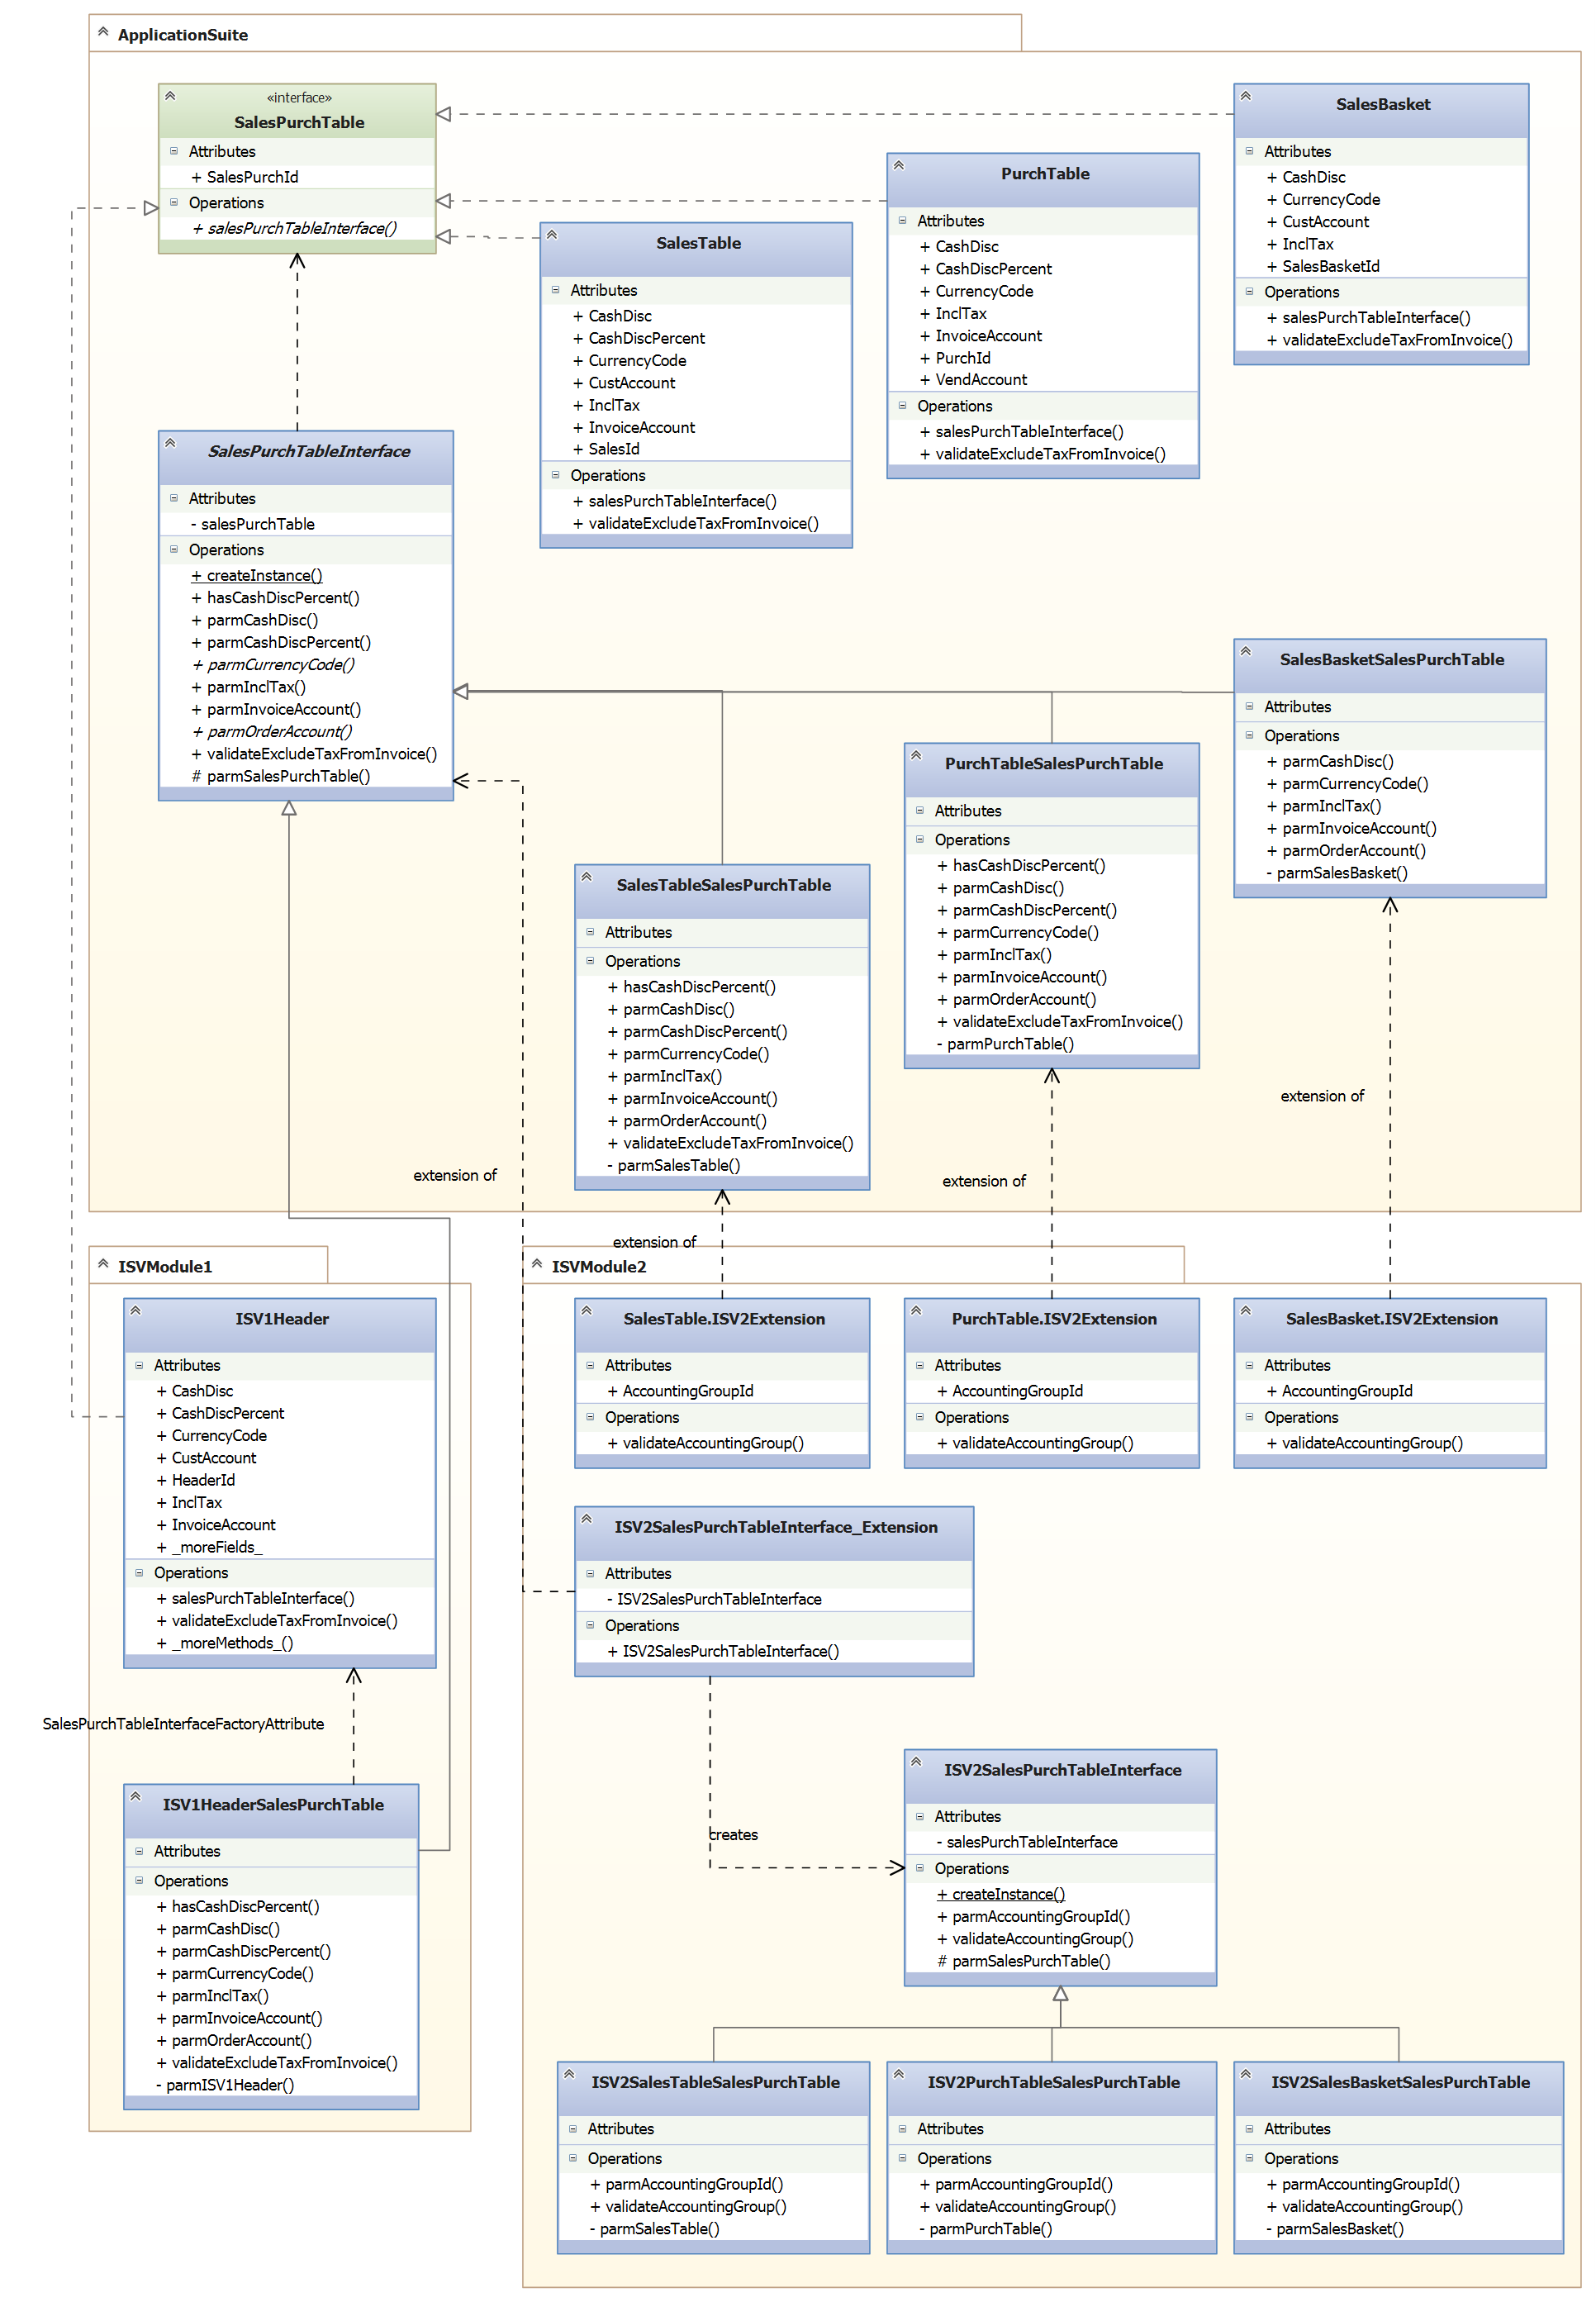 ApplicationSuite
«interface»
SalesPurchTable
Attributes
+ SalesPurchId
Operations
+ salesPurchTableInterface()
SalesBasket
Attributes
+ CashDisc
+ CurrencyCode
+ CustAccount
+ InclTax
+ SalesBasketId
Operations
+ salesPurchTableInterface()
+ validateExcludeTaxFromInvoice()
PurchTable
Attributes
+ CashDisc
+ CashDiscPercent
+ CurrencyCode
+ InclTax
+ InvoiceAccount
+ PurchId
+ VendAccount
Operations
+ salesPurchTableInterface()
+ validateExcludeTaxFromInvoice()
SalesTable
Attributes
+ CashDisc
+ CashDiscPercent
+ CurrencyCode
+ CustAccount
+ InclTax
+ InvoiceAccount
+ SalesId
Operations
+ salesPurchTableInterface()
+ validateExcludeTaxFromInvoice()
SalesPurchTableInterface
Attributes
- salesPurchTable
Operations
+ createInstance()
+ hasCashDiscPercent()
+ parmCashDisc()
+ parmCashDiscPercent()
+ parmCurrencyCode()
+ parmInclTax()
+ parmInvoiceAccount()
+ parmOrderAccount()
+ validateExcludeTaxFromInvoice()
# parmSalesPurchTable()
SalesBasketSalesPurchTable
Attributes
Operations
+ parmCashDisc()
+ parmCurrencyCode()
+ parmInclTax()
+ parmInvoiceAccount()
+ parmOrderAccount()
- parmSalesBasket()
PurchTableSalesPurchTable
Attributes
Operations
+ hasCashDiscPercent()
+ parmCashDisc()
+ parmCashDiscPercent()
+ parmCurrencyCode()
+ parmInclTax()
+ parmInvoiceAccount()
+ parmOrderAccount()
+ validateExcludeTaxFromInvoice()
- parmPurchTable()
SalesTableSalesPurchTable
Attributes
Operations
+ hasCashDiscPercent()
+ parmCashDisc()
+ parmCashDiscPercent()
+ parmCurrencyCode()
+ parmInclTax()
+ parmInvoiceAccount()
+ parmOrderAccount()
+ validateExcludeTaxFromInvoice()
- parmSalesTable()
extension of
extension of
extension of
extension of
ISVModule1
ISV1Header
Attributes
+ CashDisc
+ CashDiscPercent
+ CurrencyCode
+ CustAccount
+ HeaderId
+ InclTax
+ InvoiceAccount
+ _moreFields_
Operations
+ salesPurchTableInterface()
+ validateExcludeTaxFromInvoice()
+ _moreMethods_()
SalesPurchTableInterfaceFactoryAttribute
ISV1HeaderSalesPurchTable
Attributes
Operations
+ hasCashDiscPercent()
+ parmCashDisc()
+ parmCashDiscPercent()
+ parmCurrencyCode()
+ parmInclTax()
+ parmInvoiceAccount()
+ parmOrderAccount()
+ validateExcludeTaxFromInvoice()
- parmISV1Header()
ISVModule2
SalesTable.ISV2Extension
Attributes
+ AccountingGroupId
Operations
+ validateAccountingGroup()
PurchTable.ISV2Extension
Attributes
+ AccountingGroupId
Operations
+ validateAccountingGroup()
SalesBasket.ISV2Extension
Attributes
+ AccountingGroupId
Operations
+ validateAccountingGroup()
ISV2SalesPurchTableInterface_Extension
Attributes
- ISV2SalesPurchTableInterface
Operations
+ ISV2SalesPurchTableInterface()
creates
ISV2SalesPurchTableInterface
Attributes
- salesPurchTableInterface
Operations
+ createInstance()
+ parmAccountingGroupId()
+ validateAccountingGroup()
# parmSalesPurchTable()
ISV2SalesTableSalesPurchTable
Attributes
Operations
+ parmAccountingGroupId()
+ validateAccountingGroup()
- parmSalesTable()
ISV2PurchTableSalesPurchTable
Attributes
Operations
+ parmAccountingGroupId()
+ validateAccountingGroup()
- parmPurchTable()
ISV2SalesBasketSalesPurchTable
Attributes
Operations
+ parmAccountingGroupId()
+ validateAccountingGroup()
- parmSalesBasket()